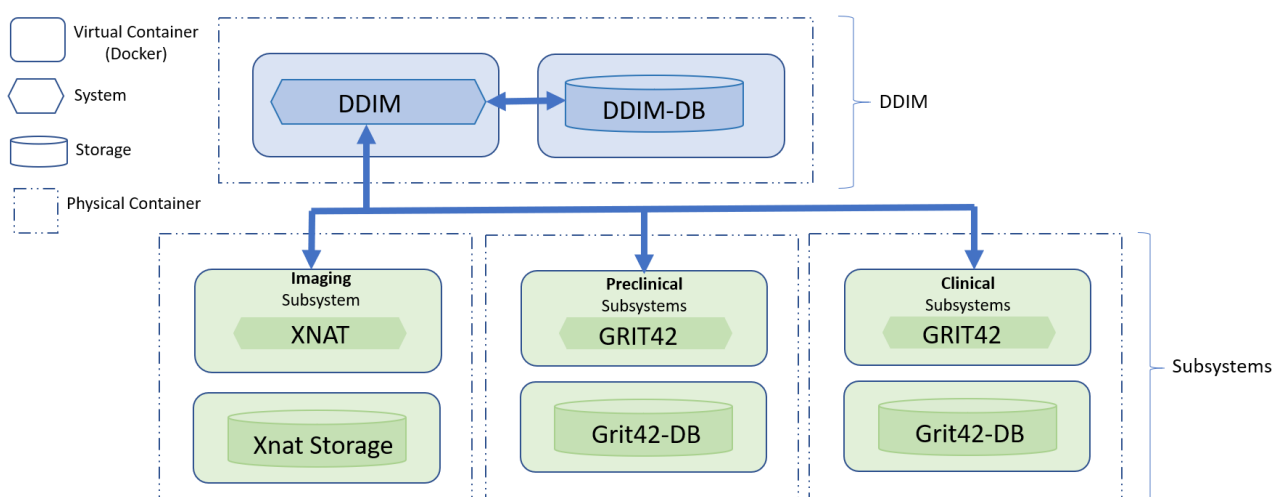 Virtual Container
(Docker)
System
Storage
Physical Container
DDIM
DDIM-DB
DDIM
Imaging
Subsystem
XNAT
Xnat Storage
Preclinical
Subsystems
GRIT42
Grit42-DB
Clinical
Subsystems
GRIT42
Grit42-DB
Subsystems